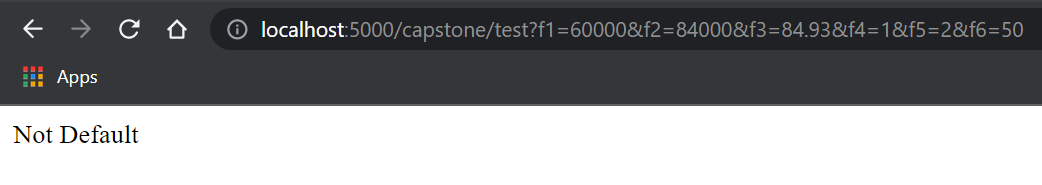 localhost:5000/capstone/test?f1=60000&f2=84000&f3=84.93&f4=1&f5=2&f6=50
Apps
Not Default